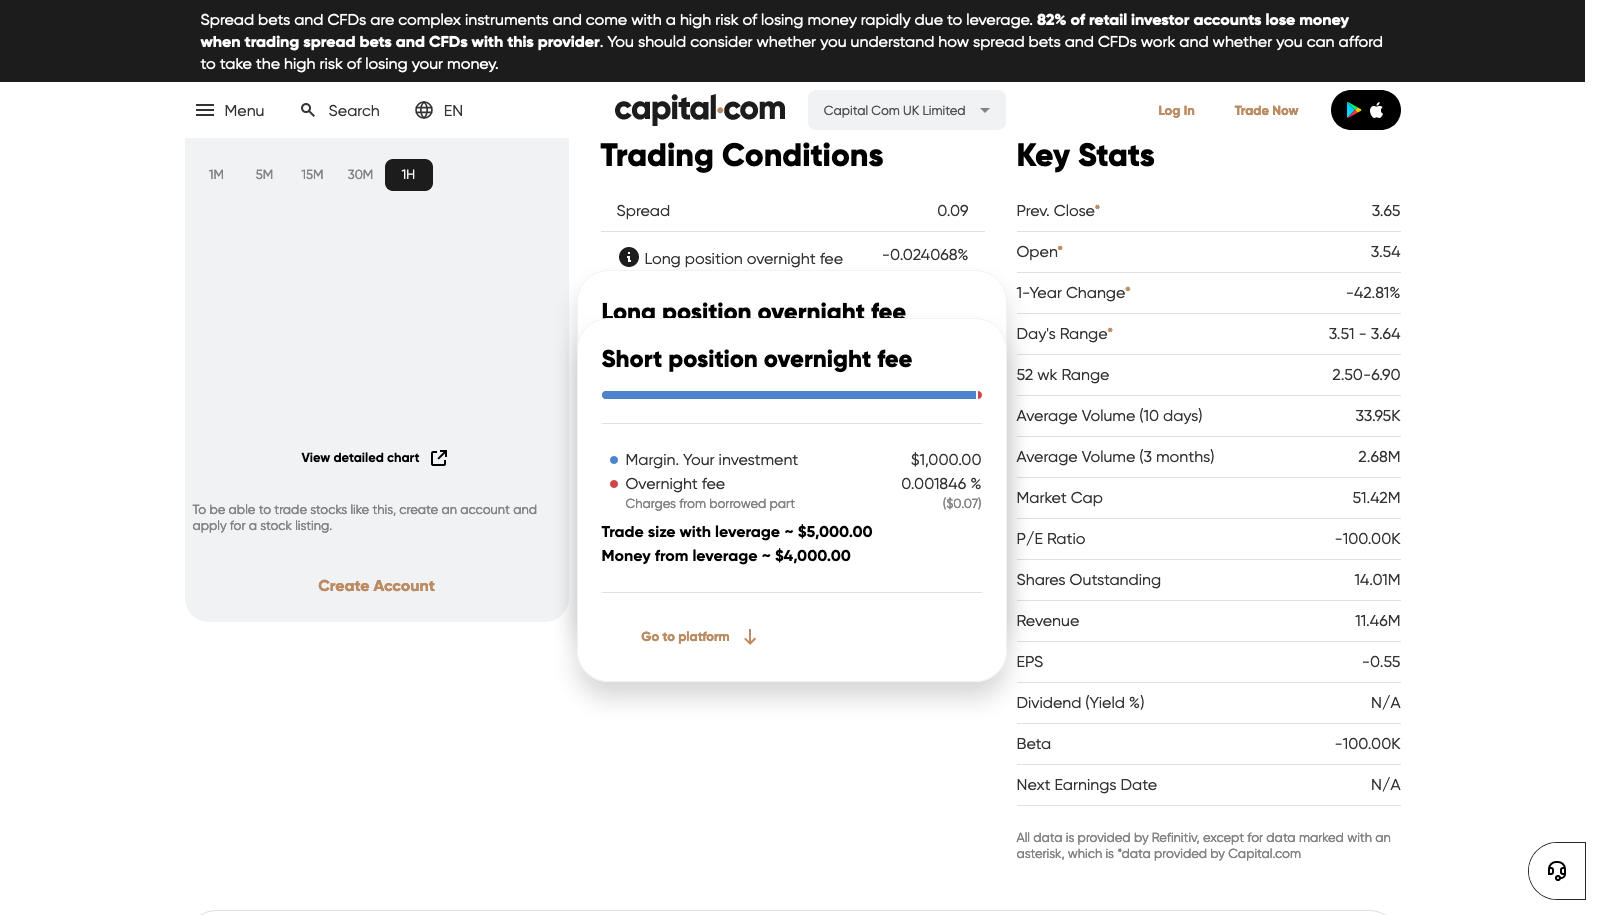 Spread bets and CFDs are complex instruments and come with a high risk of losing money rapidly due to leverage. 82% of retail investor accounts lose money
when trading spread bets and CFDs with this provider. You should consider whether you understand how spread bets and CFDs work and whether you can afford
to take the high risk of losing your money.
Menu Search EN capital.com Capital Com UK Limited Log In Trade Now
1M 5M 15M 30M 1H
View detailed chart
To be able to trade stocks like this, create an account and
apply for a stock listing.
Create Account
Trading Conditions
Spread 0.09
Long position overnight fee -0.024068%
Long position overnight fee
Short position overnight fee
Margin. Your investment $1,000.00
Overnight fee 0.001846 %
Charges from borrowed part ($0.07)
Trade size with leverage ~ $5,000.00
Money from leverage ~ $4,000.00
Go to platform
Key Stats
Prev. Close* 3.65
Open* 3.54
1-Year Change* -42.81%
Day's Range* 3.51 - 3.64
52 wk Range 2.50-6.90
Average Volume (10 days) 33.95K
Average Volume (3 months) 2.68M
Market Cap 51.42M
P/E Ratio -100.00K
Shares Outstanding 14.01M
Revenue 11.46M
EPS -0.55
Dividend (Yield %) N/A
Beta -100.00K
Next Earnings Date N/A
All data is provided by Refinitiv, except for data marked with an
asterisk, which is *data provided by Capital.com